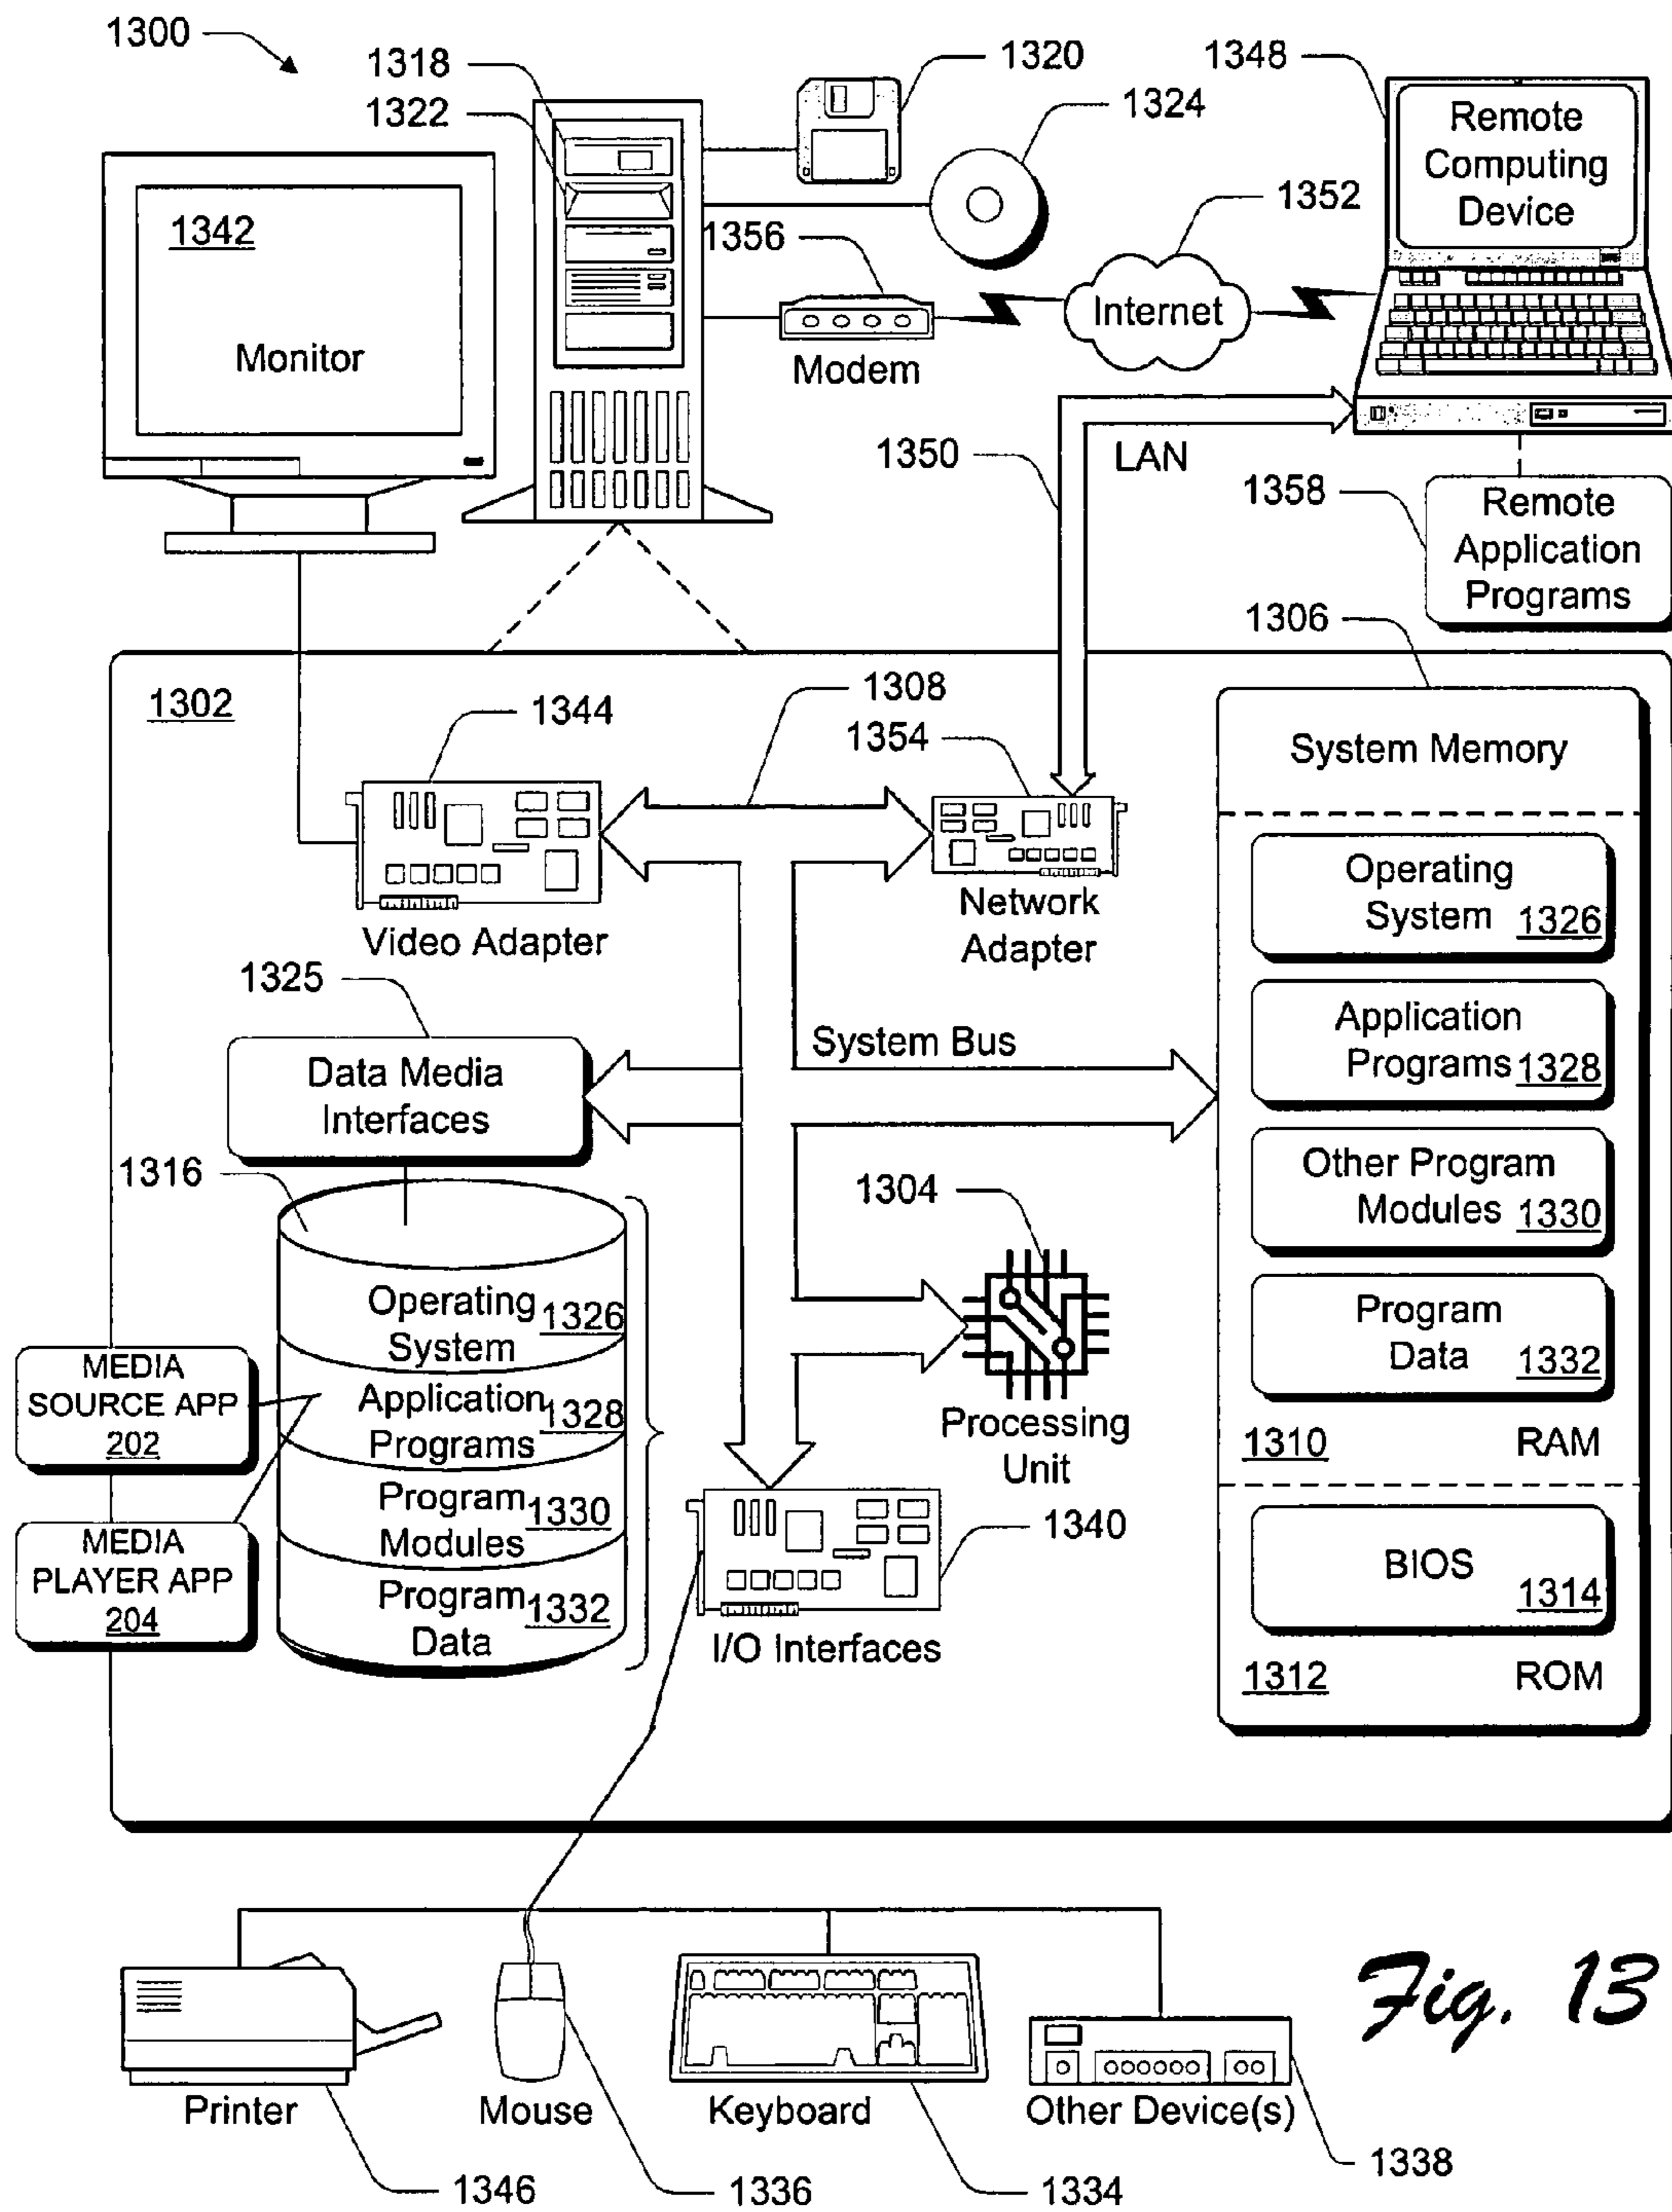 1300
1318
1322
1320
1324
1348
Remote
Computing
Device
1352
1342
Monitor
1356
Internet
Modem
1350
LAN
1358
Remote
Application
Programs
1306
1302
1344
1308
1354
System Memory
Video Adapter
Network
Adapter
Operating
System 1326
1325
Data Media
Interfaces
System Bus
Application
Programs 1328
1316
1304
Other Program
Modules 1330
Operating 1326
System
Program
Data 1332
MEDIA
SOURCE APP
202
Application 1328
Programs
Processing
Unit
1310 RAM
MEDIA
PLAYER APP
204
Program 1330
Modules
1340
BIOS
1314
Program 1332
Data
I/O Interfaces
1312 ROM
Fig. 13
Printer
Mouse
Keyboard
Other Device(s)
1346
1336
1334
1338